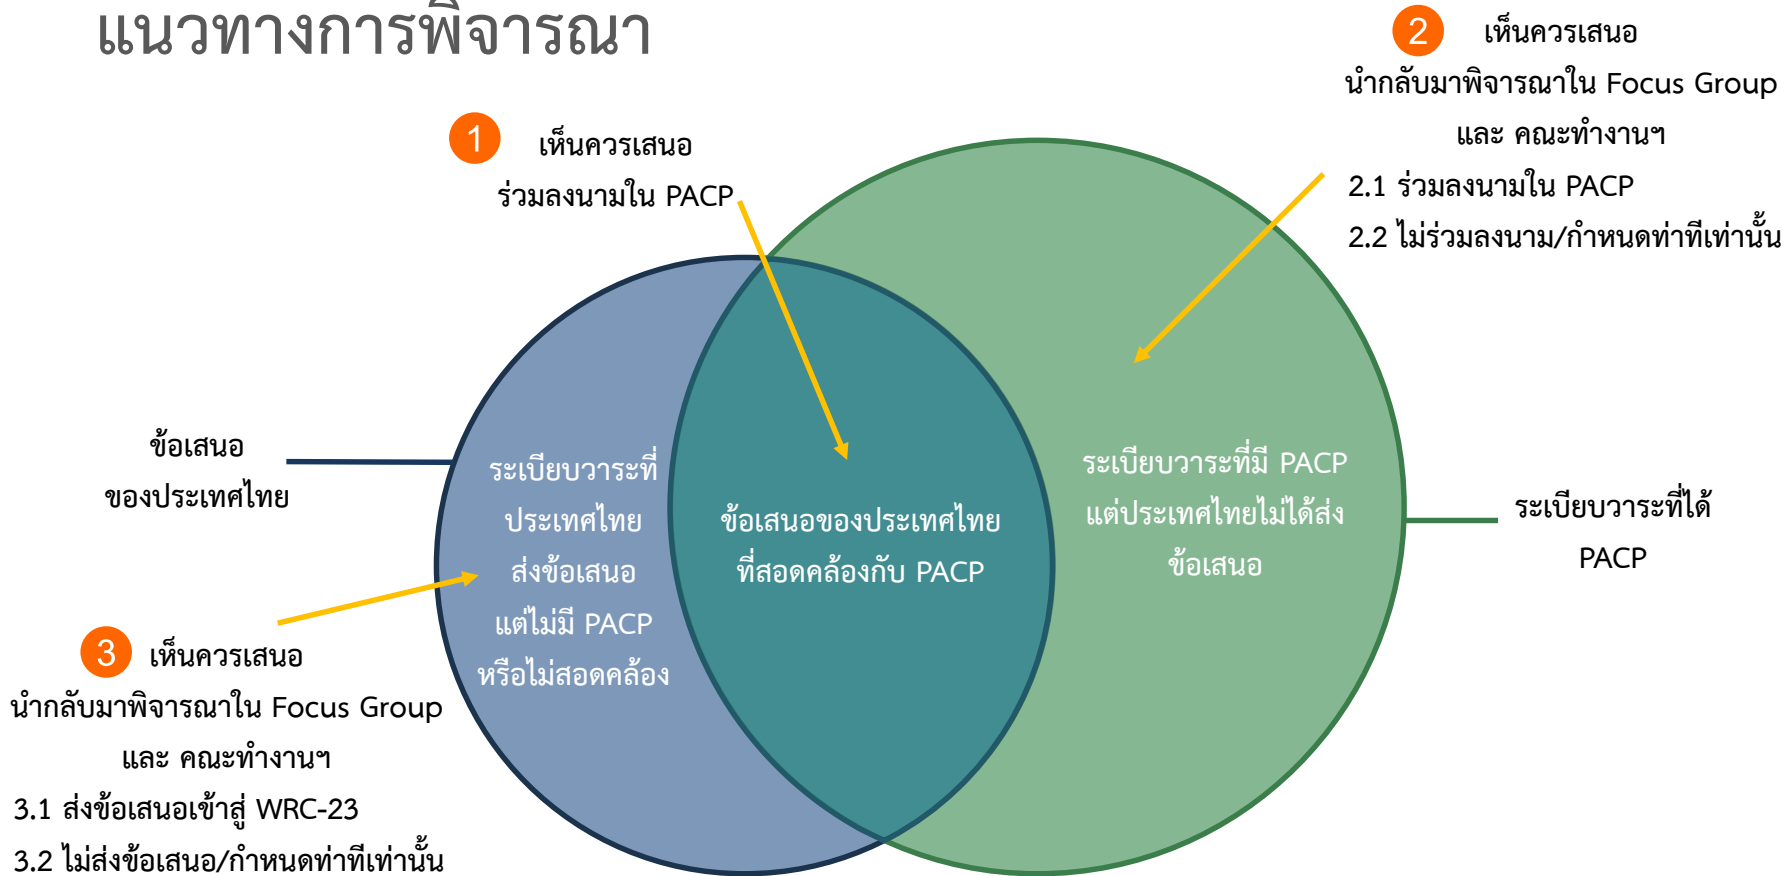 แนวทางการพิจารณา
1
เห็นควรเสนอ
ร่วมลงนามใน PACP
2
เห็นควรเสนอ
นำกลับมาพิจารณาใน Focus Group
และ คณะทำงานฯ
2.1 ร่วมลงนามใน PACP
2.2 ไม่ร่วมลงนาม/กำหนดท่าทีเท่านั้น
ข้อเสนอ
ของประเทศไทย
ระเบียบวาระที่
ประเทศไทย
ส่งข้อเสนอ
แต่ไม่มี PACP
หรือไม่สอดคล้อง
ข้อเสนอของประเทศไทย
ที่สอดคล้องกับ PACP
ระเบียบวาระที่มี PACP
แต่ประเทศไทยไม่ได้ส่ง
ข้อเสนอ
ระเบียบวาระที่ได้
PACP
3
เห็นควรเสนอ
นำกลับมาพิจารณาใน Focus Group
และ คณะทำงานฯ
3.1 ส่งข้อเสนอเข้าสู่ WRC-23
3.2 ไม่ส่งข้อเสนอ/กำหนดท่าทีเท่านั้น